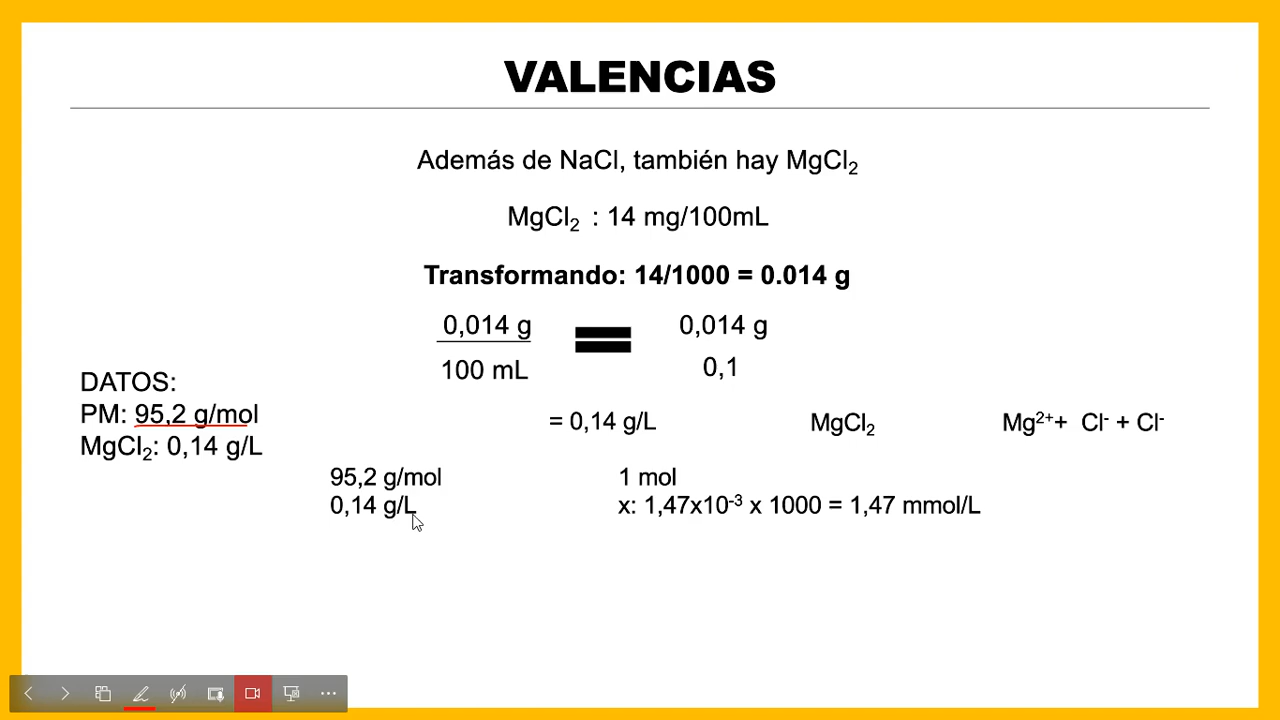 VALENCIAS
Además de NaCl, también hay MgCl₂
MgCl₂ : 14 mg/100mL
Transformando: 14/1000 = 0.014 g
0,014 g
100 mL
0,014 g
0,1
DATOS:
PM: 95,2 g/mol
MgCl₂: 0,14 g/L
= 0,14 g/L
MgCl₂
Mg²⁺+ Cl⁻ + Cl⁻
95,2 g/mol
1 mol
0,14 g/L
x: 1,47x10⁻³ x 1000 = 1,47 mmol/L